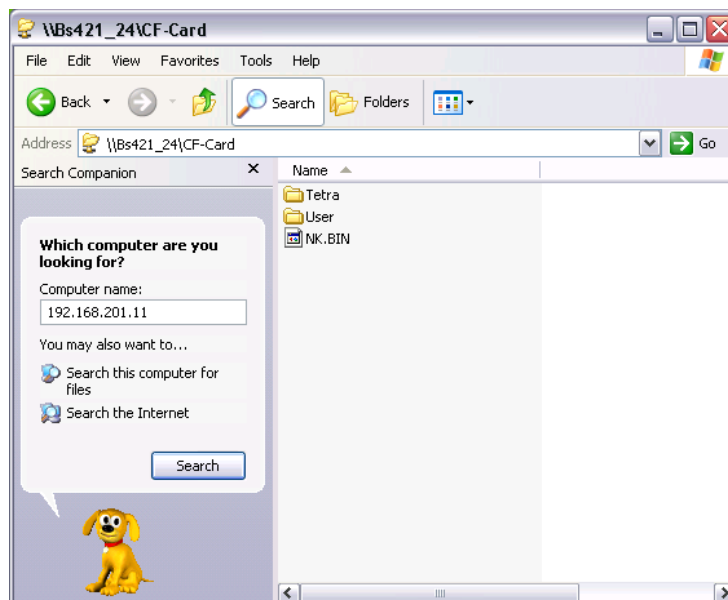 \\Bs421_24\CF-Card
File Edit View Favorites Tools Help
Back Search Folders
Address \\Bs421_24\CF-Card Go
Search Companion
Name
Tetra
User
NK.BIN
Which computer are you
looking for?
Computer name:
192.168.201.11
You may also want to...
Search this computer for
files
Search the Internet
Search